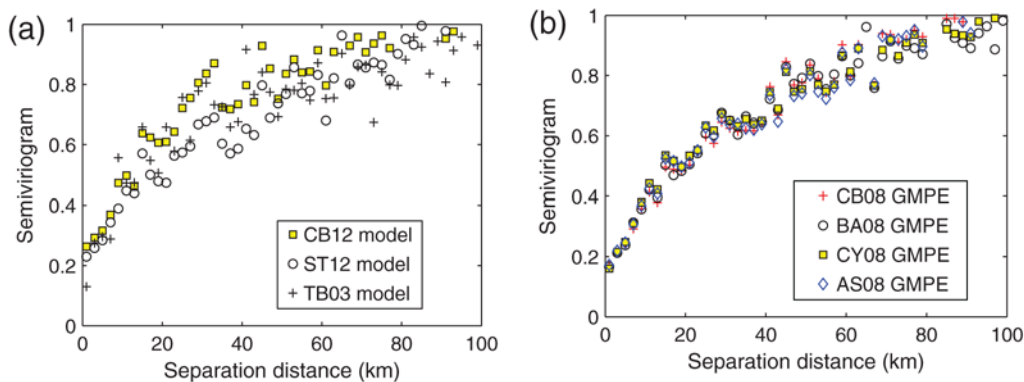 (a)
1
0.8
0.6
0.4
0.2
0
Semiviriogram
CB12 model
ST12 model
TB03 model
0 20 40 60 80 100
Separation distance (km)
(b)
1
0.8
0.6
0.4
0.2
0
Semiviriogram
CB08 GMPE
BA08 GMPE
CY08 GMPE
AS08 GMPE
0 20 40 60 80 100
Separation distance (km)